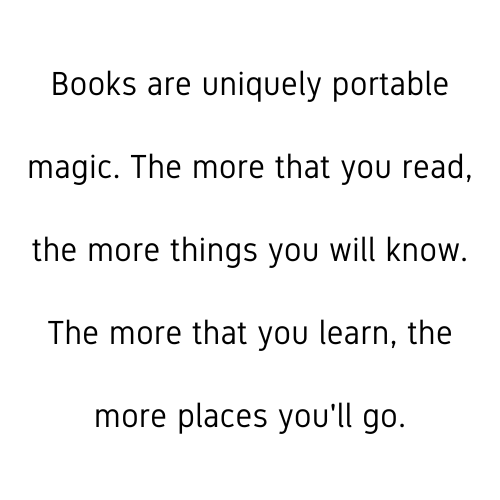 Books are uniquely portable
magic. The more that you read,
the more things you will know.
The more that you learn, the
more places you'll go.